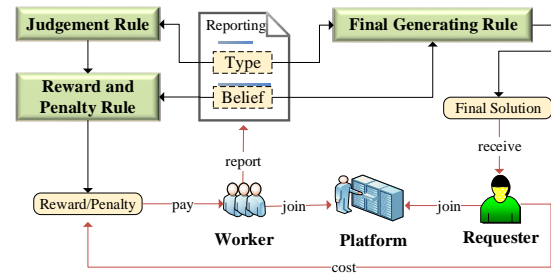 Judgement Rule
Reporting
Final Generating Rule
Type
Reward and
Penalty Rule
Belief
Final Solution
report
receive
Reward/Penalty
pay
join
join
Worker
Platform
Requester
cost